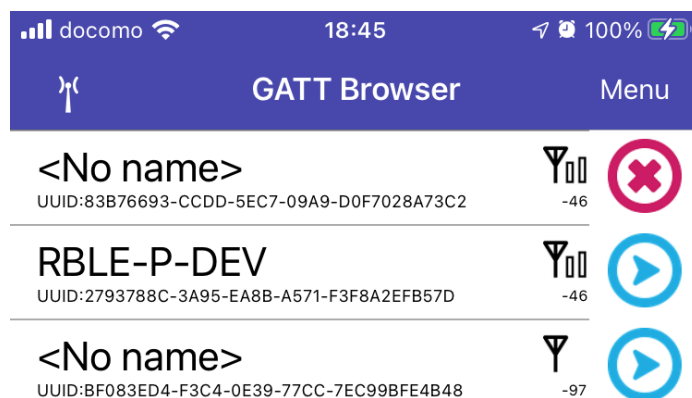 docomo 18:45 100%
GATT Browser Menu
<No name>
UUID:83B76693-CCDD-5EC7-09A9-D0F7028A73C2 -46
RBLE-P-DEV
UUID:2793788C-3A95-EA8B-A571-F3F8A2EFB57D -46
<No name>
UUID:BF083ED4-F3C4-0E39-77CC-7EC99BFE4B48 -97